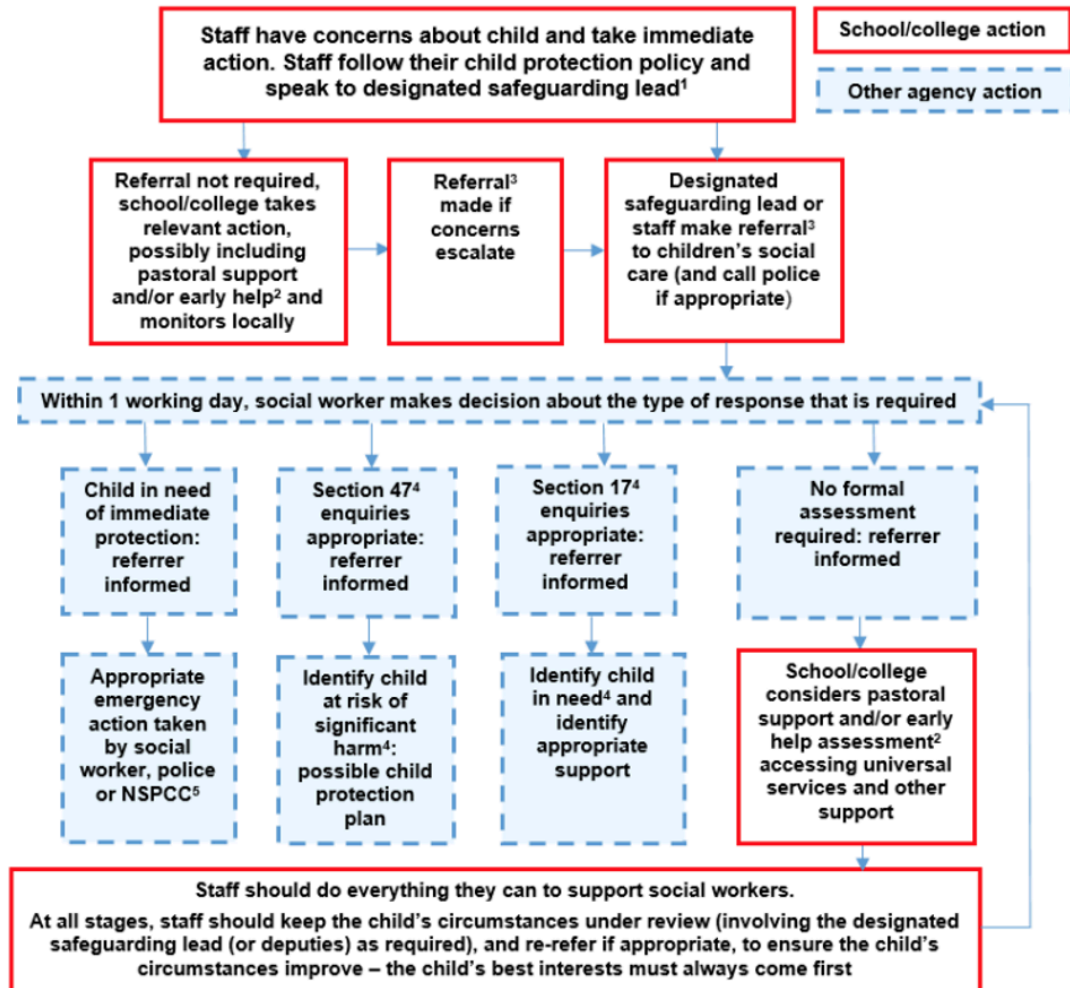 Staff have concerns about child and take immediate
action. Staff follow their child protection policy and
speak to designated safeguarding lead¹
School/college action
Other agency action
Referral not required,
school/college takes
relevant action,
possibly including
pastoral support
and/or early help² and
monitors locally
Referral³
made if
concerns
escalate
Designated
safeguarding lead or
staff make referral³
to children's social
care (and call police
if appropriate)
Within 1 working day, social worker makes decision about the type of response that is required
Child in need
of immediate
protection:
referrer
informed
Section 47⁴
enquiries
appropriate:
referrer
informed
Section 17⁴
enquiries
appropriate:
referrer
informed
No formal
assessment
required: referrer
informed
Appropriate
emergency
action taken
by social
worker, police
or NSPCC⁵
Identify child
at risk of
significant
harm⁴:
possible child
protection
plan
Identify child
in need⁴ and
identify
appropriate
support
School/college
considers pastoral
support and/or early
help assessment²
accessing universal
services and other
support
Staff should do everything they can to support social workers.
At all stages, staff should keep the child's circumstances under review (involving the designated
safeguarding lead (or deputies) as required), and re-refer if appropriate, to ensure the child's
circumstances improve – the child's best interests must always come first